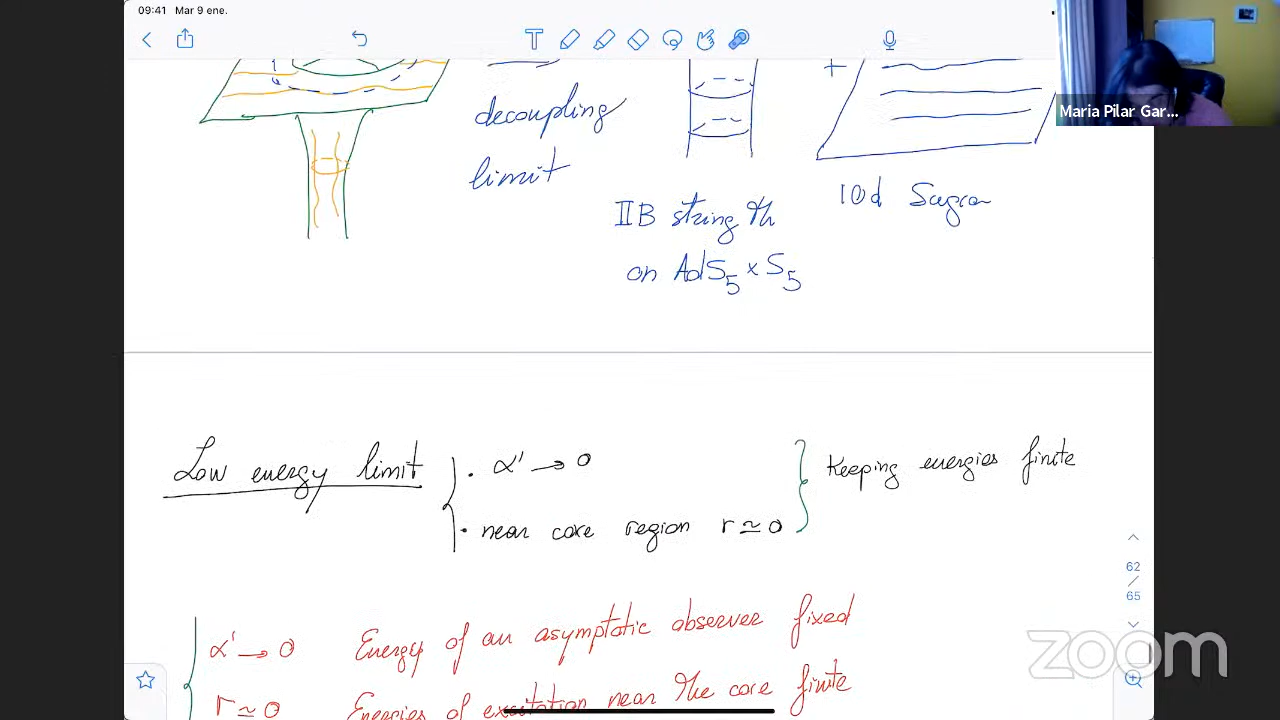 09:41 Mar 9 ene.
Maria Pilar Gar...
decoupling
limit
+
10d Sugra
IIB string th
on AdS5 × S5
Low energy limit
· α' → 0
· near core region r ≃ 0
Keeping energies finite
62
/
65
α' → 0 Energy of an asymptotic observer fixed
r ≃ 0 Energies of excitation near the core finite
zoom